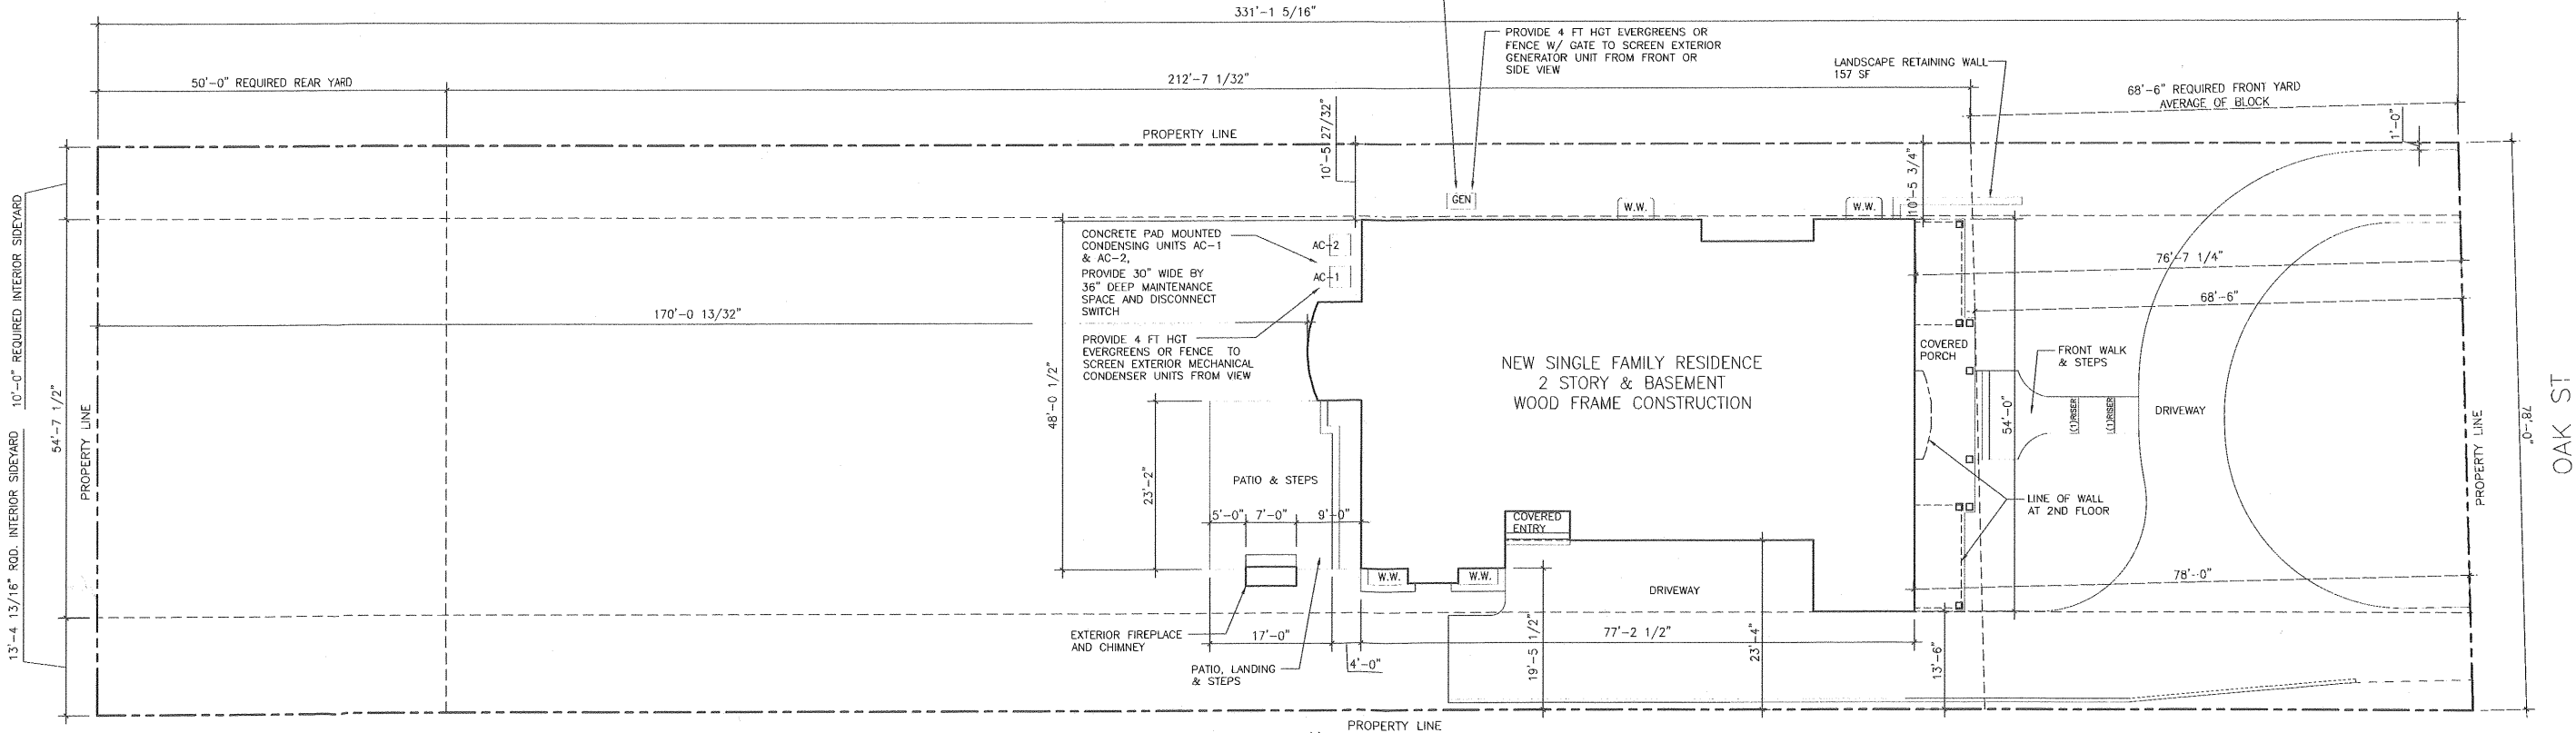 331'-1 5/16"
PROVIDE 4 FT HGT EVERGREENS OR
FENCE W/ GATE TO SCREEN EXTERIOR
GENERATOR UNIT FROM FRONT OR
SIDE VIEW
LANDSCAPE RETAINING WALL
157 SF
50'-0" REQUIRED REAR YARD
212'-7 1/32"
68'-6" REQUIRED FRONT YARD
AVERAGE OF BLOCK
1'-0"
PROPERTY LINE
10'-5 27/32"
10'-5 3/4"
GEN
W.W.
W.W.
10'-0" REQUIRED INTERIOR SIDEYARD
54'-7 1/2"
13'-4 13/16" RQD. INTERIOR SIDEYARD
PROPERTY LINE
CONCRETE PAD MOUNTED
CONDENSING UNITS AC-1
& AC-2,
PROVIDE 30" WIDE BY
36" DEEP MAINTENANCE
SPACE AND DISCONNECT
SWITCH
AC-2
AC-1
76'-7 1/4"
68'-6"
170'-0 13/32"
PROVIDE 4 FT HGT
EVERGREENS OR FENCE TO
SCREEN EXTERIOR MECHANICAL
CONDENSER UNITS FROM VIEW
NEW SINGLE FAMILY RESIDENCE
2 STORY & BASEMENT
WOOD FRAME CONSTRUCTION
COVERED
PORCH
FRONT WALK
& STEPS
48'-0 1/2"
54'-0"
(1)RISER
(1)RISER
DRIVEWAY
PROPERTY LINE
78'-0"
OAK ST
23'-2"
PATIO & STEPS
5'-0"
7'-0"
9'-0"
COVERED
ENTRY
LINE OF WALL
AT 2ND FLOOR
W.W.
W.W.
DRIVEWAY
78'-0"
EXTERIOR FIREPLACE
AND CHIMNEY
17'-0"
4'-0"
77'-2 1/2"
19'-5 1/2"
23'-4"
13'-6"
PATIO, LANDING
& STEPS
PROPERTY LINE